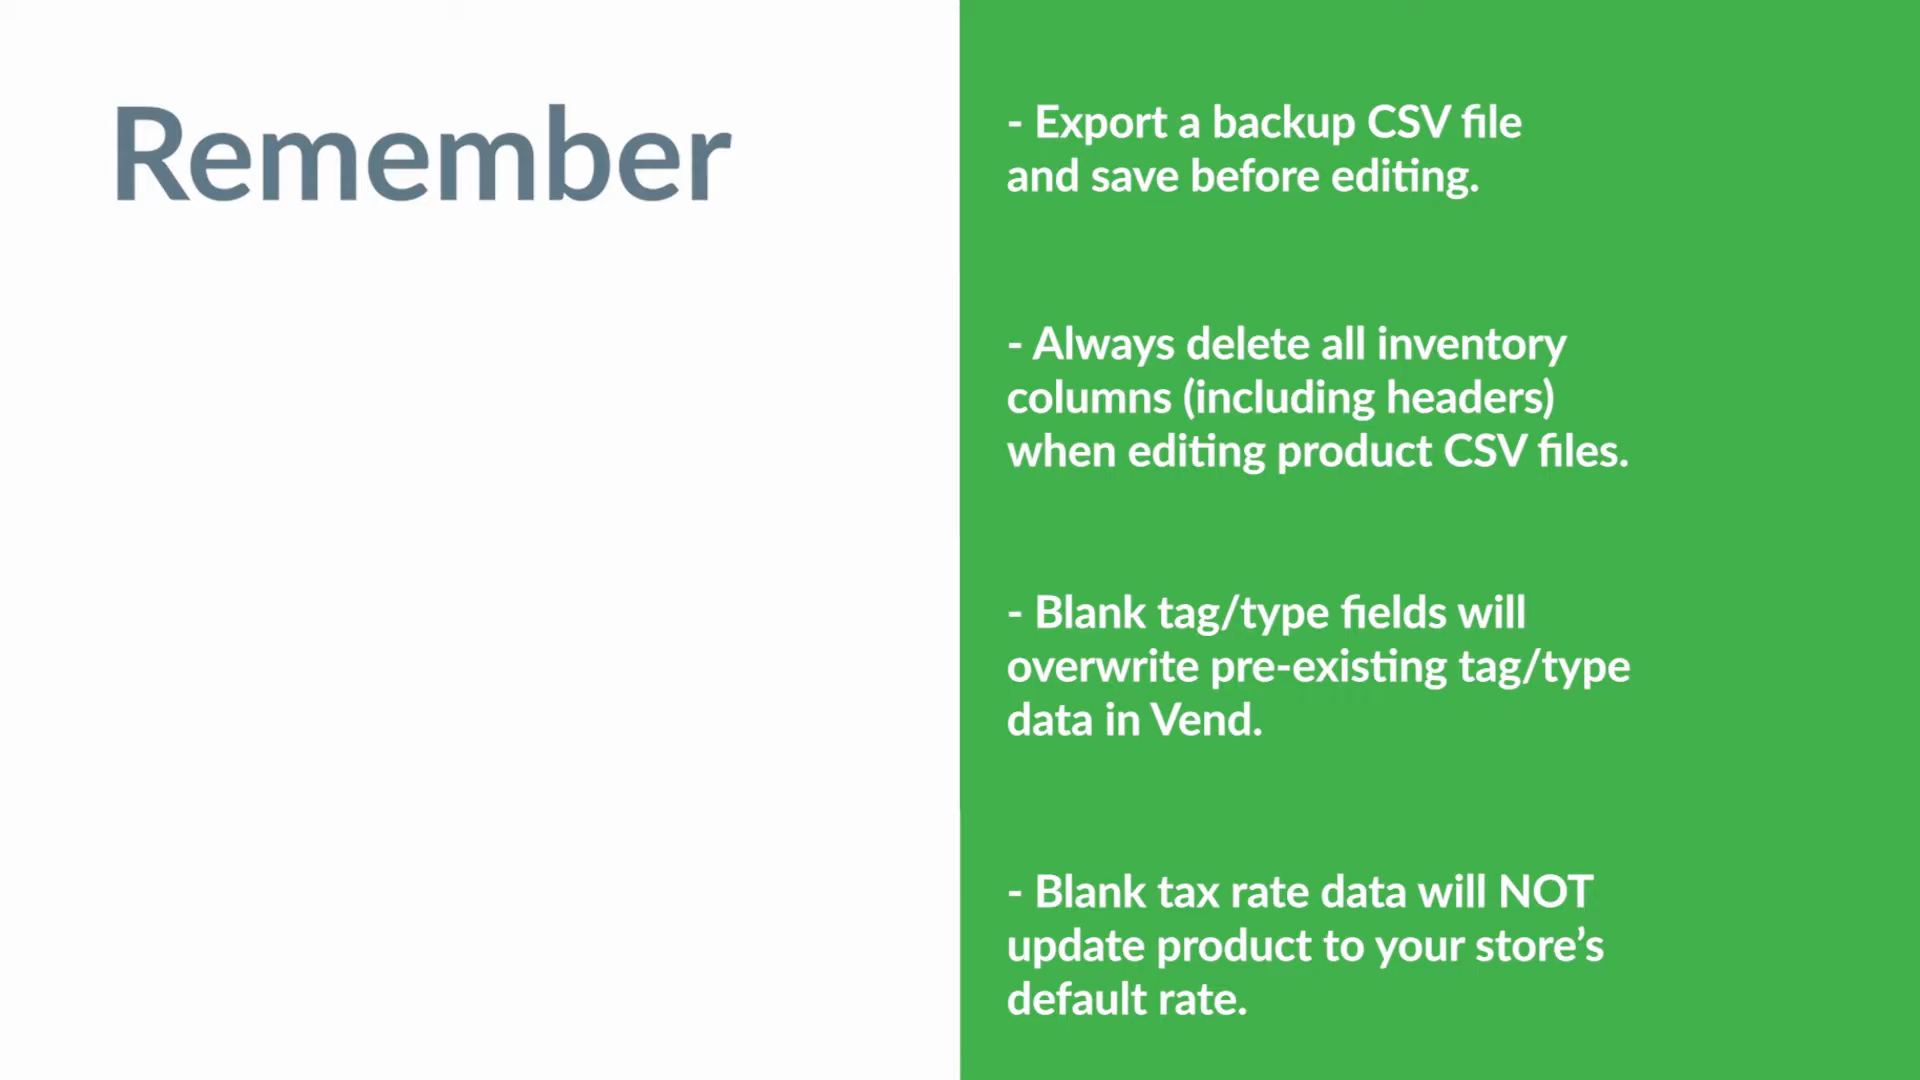 Remember
- Export a backup CSV file
and save before editing.
- Always delete all inventory
columns (including headers)
when editing product CSV files.
- Blank tag/type fields will
overwrite pre-existing tag/type
data in Vend.
- Blank tax rate data will NOT
update product to your store’s
default rate.